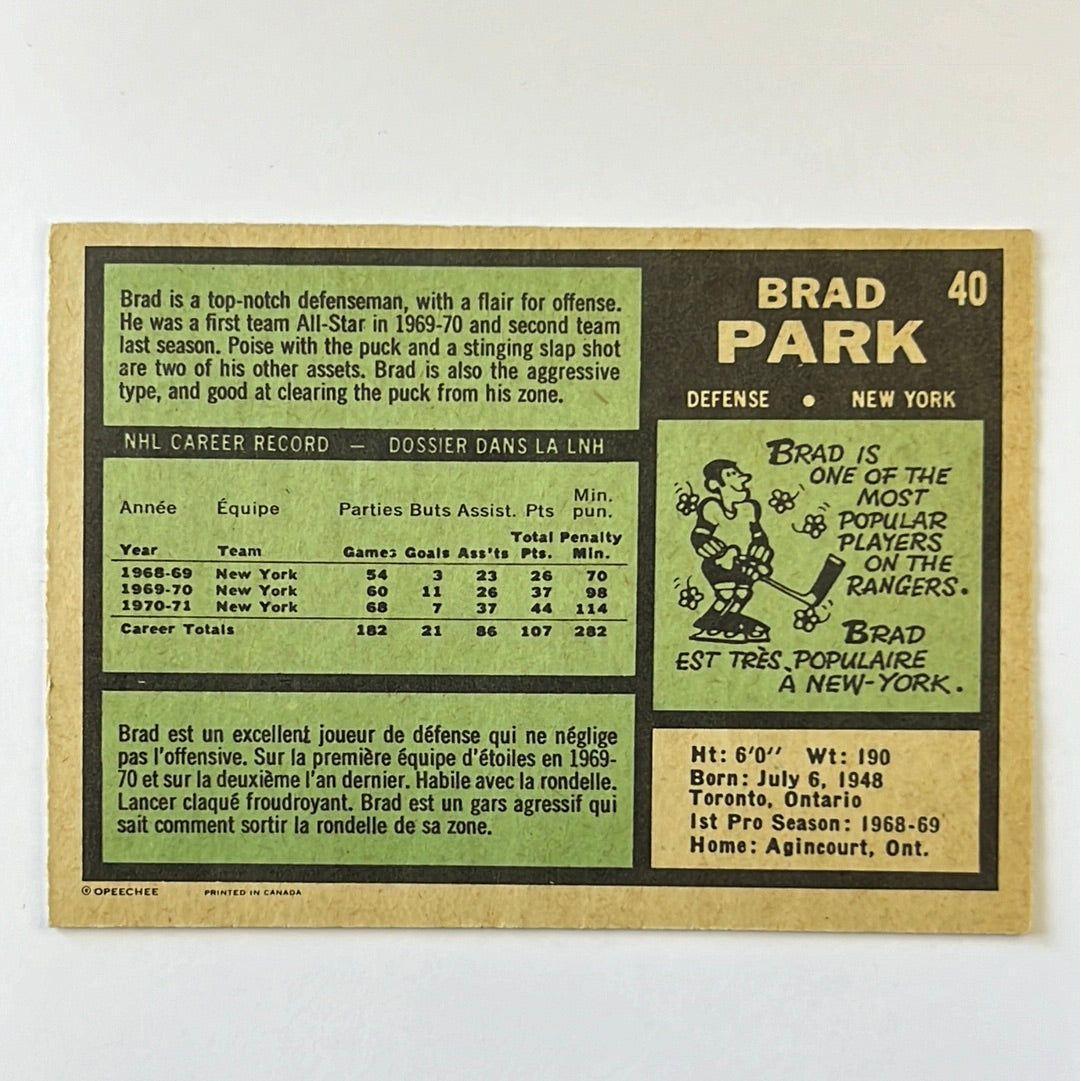 Brad is a top-notch defenseman, with a flair for offense.
He was a first team All-Star in 1969-70 and second team
last season. Poise with the puck and a stinging slap shot
are two of his other assets. Brad is also the aggressive
type, and good at clearing the puck from his zone.
BRAD
40
PARK
DEFENSE • NEW YORK
NHL CAREER RECORD — DOSSIER DANS LA LNH
Année Équipe Parties Buts Assist. Pts Min. pun.
Year Team Games Goals Ass'ts Total Pts. Penalty Min.
1968-69 New York 54 3 23 26 70
1969-70 New York 60 11 26 37 98
1970-71 New York 68 7 37 44 114
Career Totals 182 21 86 107 282
BRAD IS
ONE OF THE
MOST
POPULAR
PLAYERS
ON THE
RANGERS.
BRAD
EST TRÈS POPULAIRE
À NEW-YORK.
Brad est un excellent joueur de défense qui ne néglige
pas l'offensive. Sur la première équipe d'étoiles en 1969-
70 et sur la deuxième l'an dernier. Habile avec la rondelle.
Lancer claqué froudroyant. Brad est un gars agressif qui
sait comment sortir la rondelle de sa zone.
Ht: 6'0'' Wt: 190
Born: July 6, 1948
Toronto, Ontario
1st Pro Season: 1968-69
Home: Agincourt, Ont.
© OPEECHEE PRINTED IN CANADA